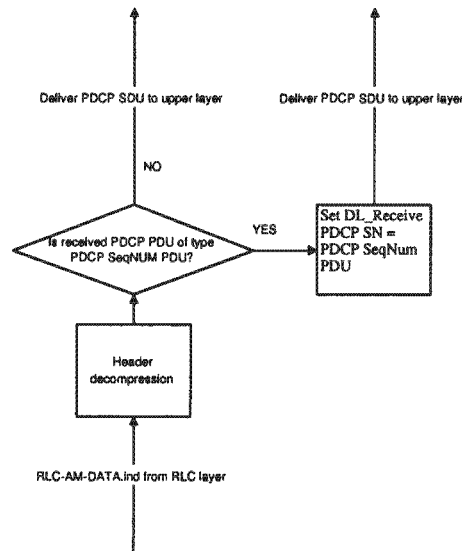 Deliver PDCP SDU to upper layer
Deliver PDCP SDU to upper layer
NO
Is received PDCP PDU of type
PDCP SeqNUM PDU?
YES
Set DL_Receive
PDCP SN =
PDCP SeqNum
PDU
Header
decompression
RLC-AM-DATA.ind from RLC layer